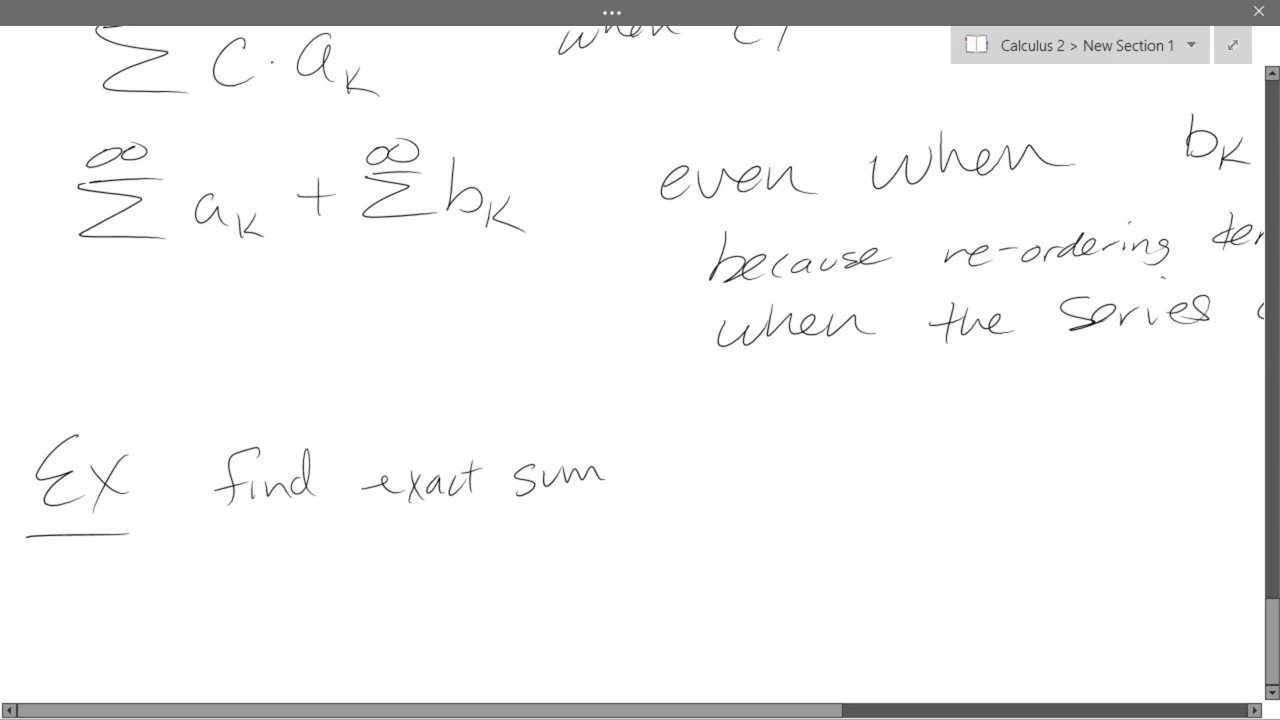 Calculus 2 > New Section 1
when
∑ c · a_k
∞ ∑ a_k + ∞ ∑ b_k even when b_k
because re-ordering
when the series
Ex find exact sum